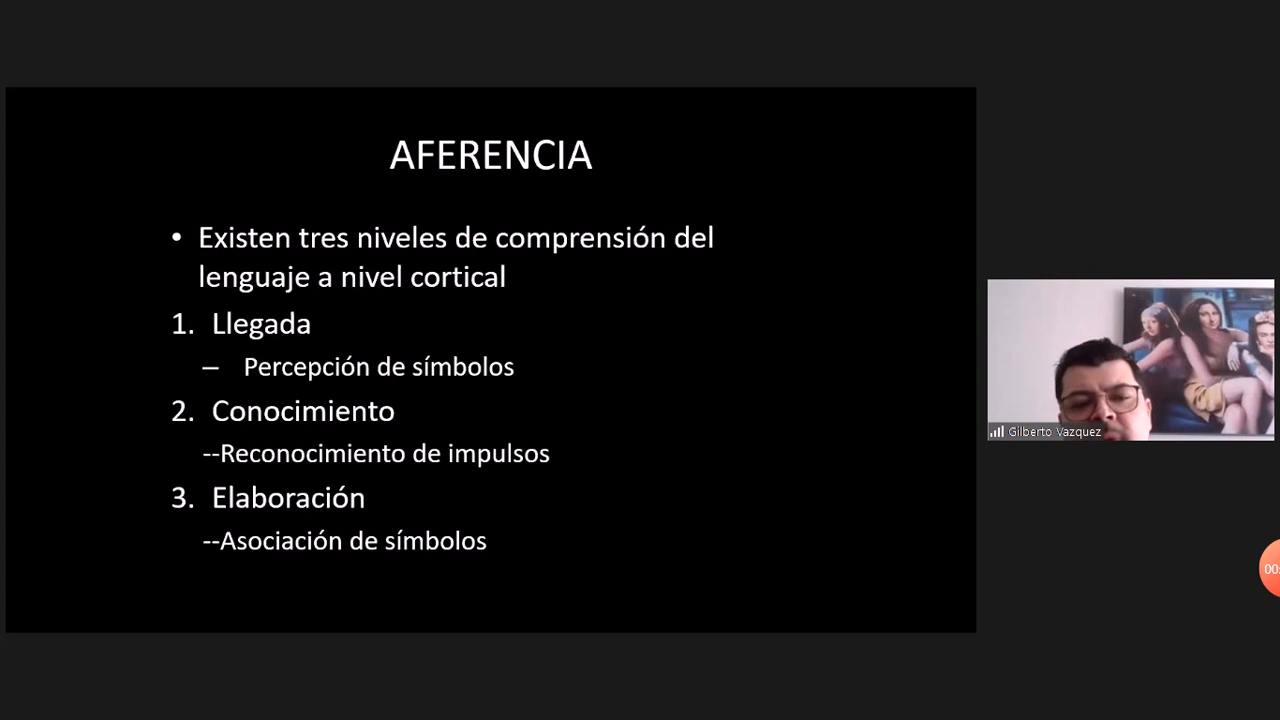 AFERENCIA
• Existen tres niveles de comprensión del
lenguaje a nivel cortical
1. Llegada
– Percepción de símbolos
2. Conocimiento
--Reconocimiento de impulsos
3. Elaboración
--Asociación de símbolos
Gilberto Vazquez
00: